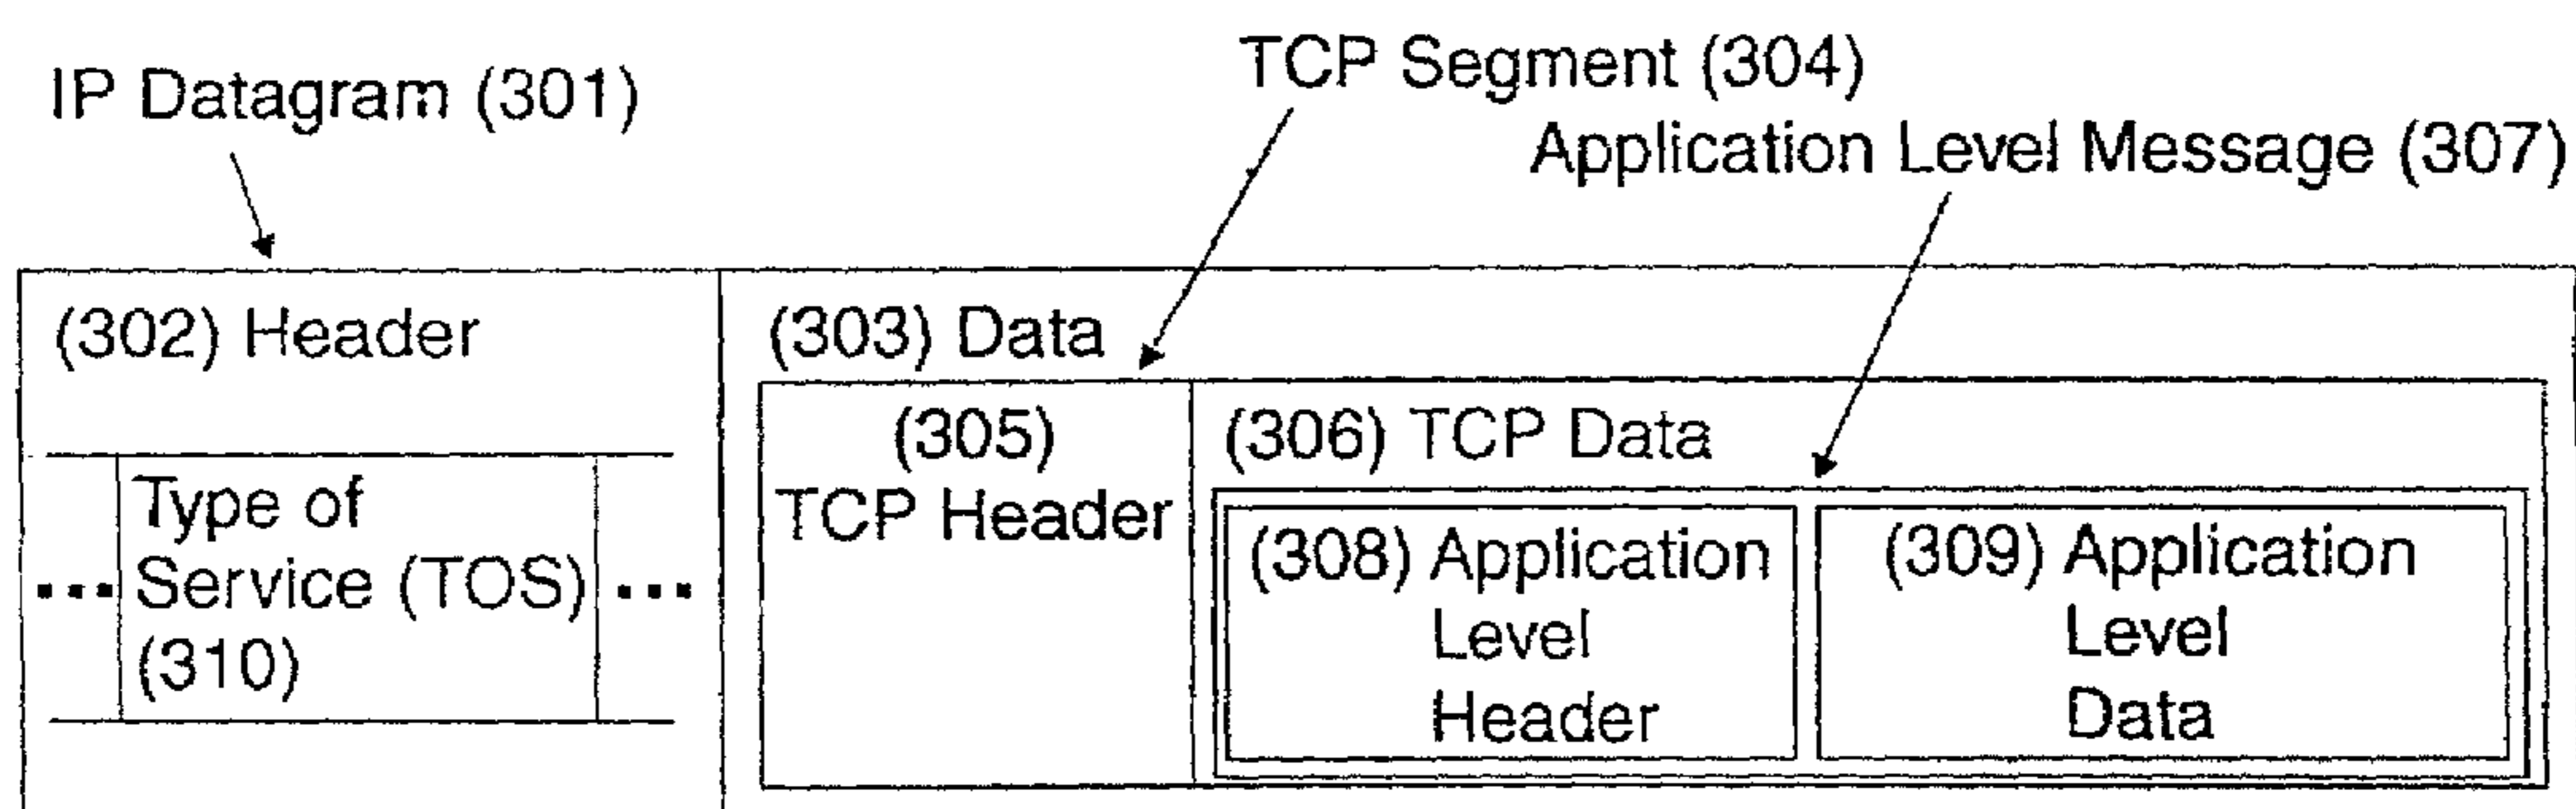 TCP Segment (304)
IP Datagram (301)
Application Level Message (307)
(302) Header
(303) Data
(305)
TCP Header
(306) TCP Data
Type of
Service (TOS)
(310)
... ...
(308) Application
Level
Header
(309) Application
Level
Data